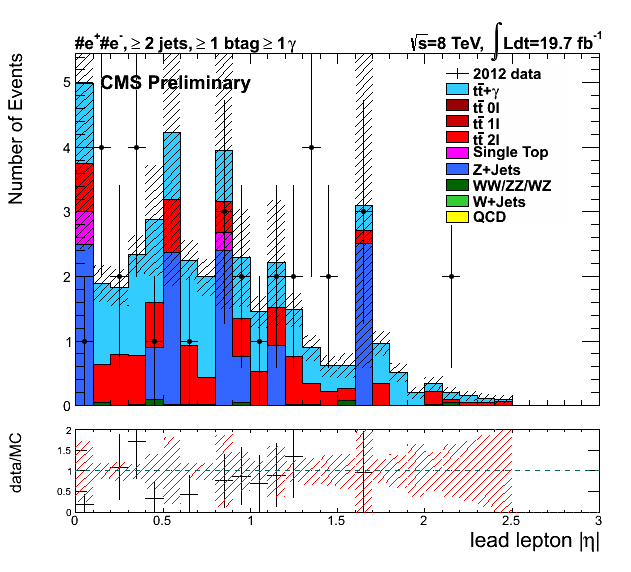 #e⁺#e⁻, ≥ 2 jets, ≥ 1 btag ≥ 1γ
√s=8 TeV, ∫Ldt=19.7 fb⁻¹
CMS Preliminary
Number of Events
5
4
3
2
1
0
2012 data
tt̄+γ
tt̄ 0l
tt̄ 1l
tt̄ 2l
Single Top
Z+Jets
WW/ZZ/WZ
W+Jets
QCD
data/MC
2
1.5
1
0.5
0
0 0.5 1 1.5 2 2.5 3
lead lepton |η|